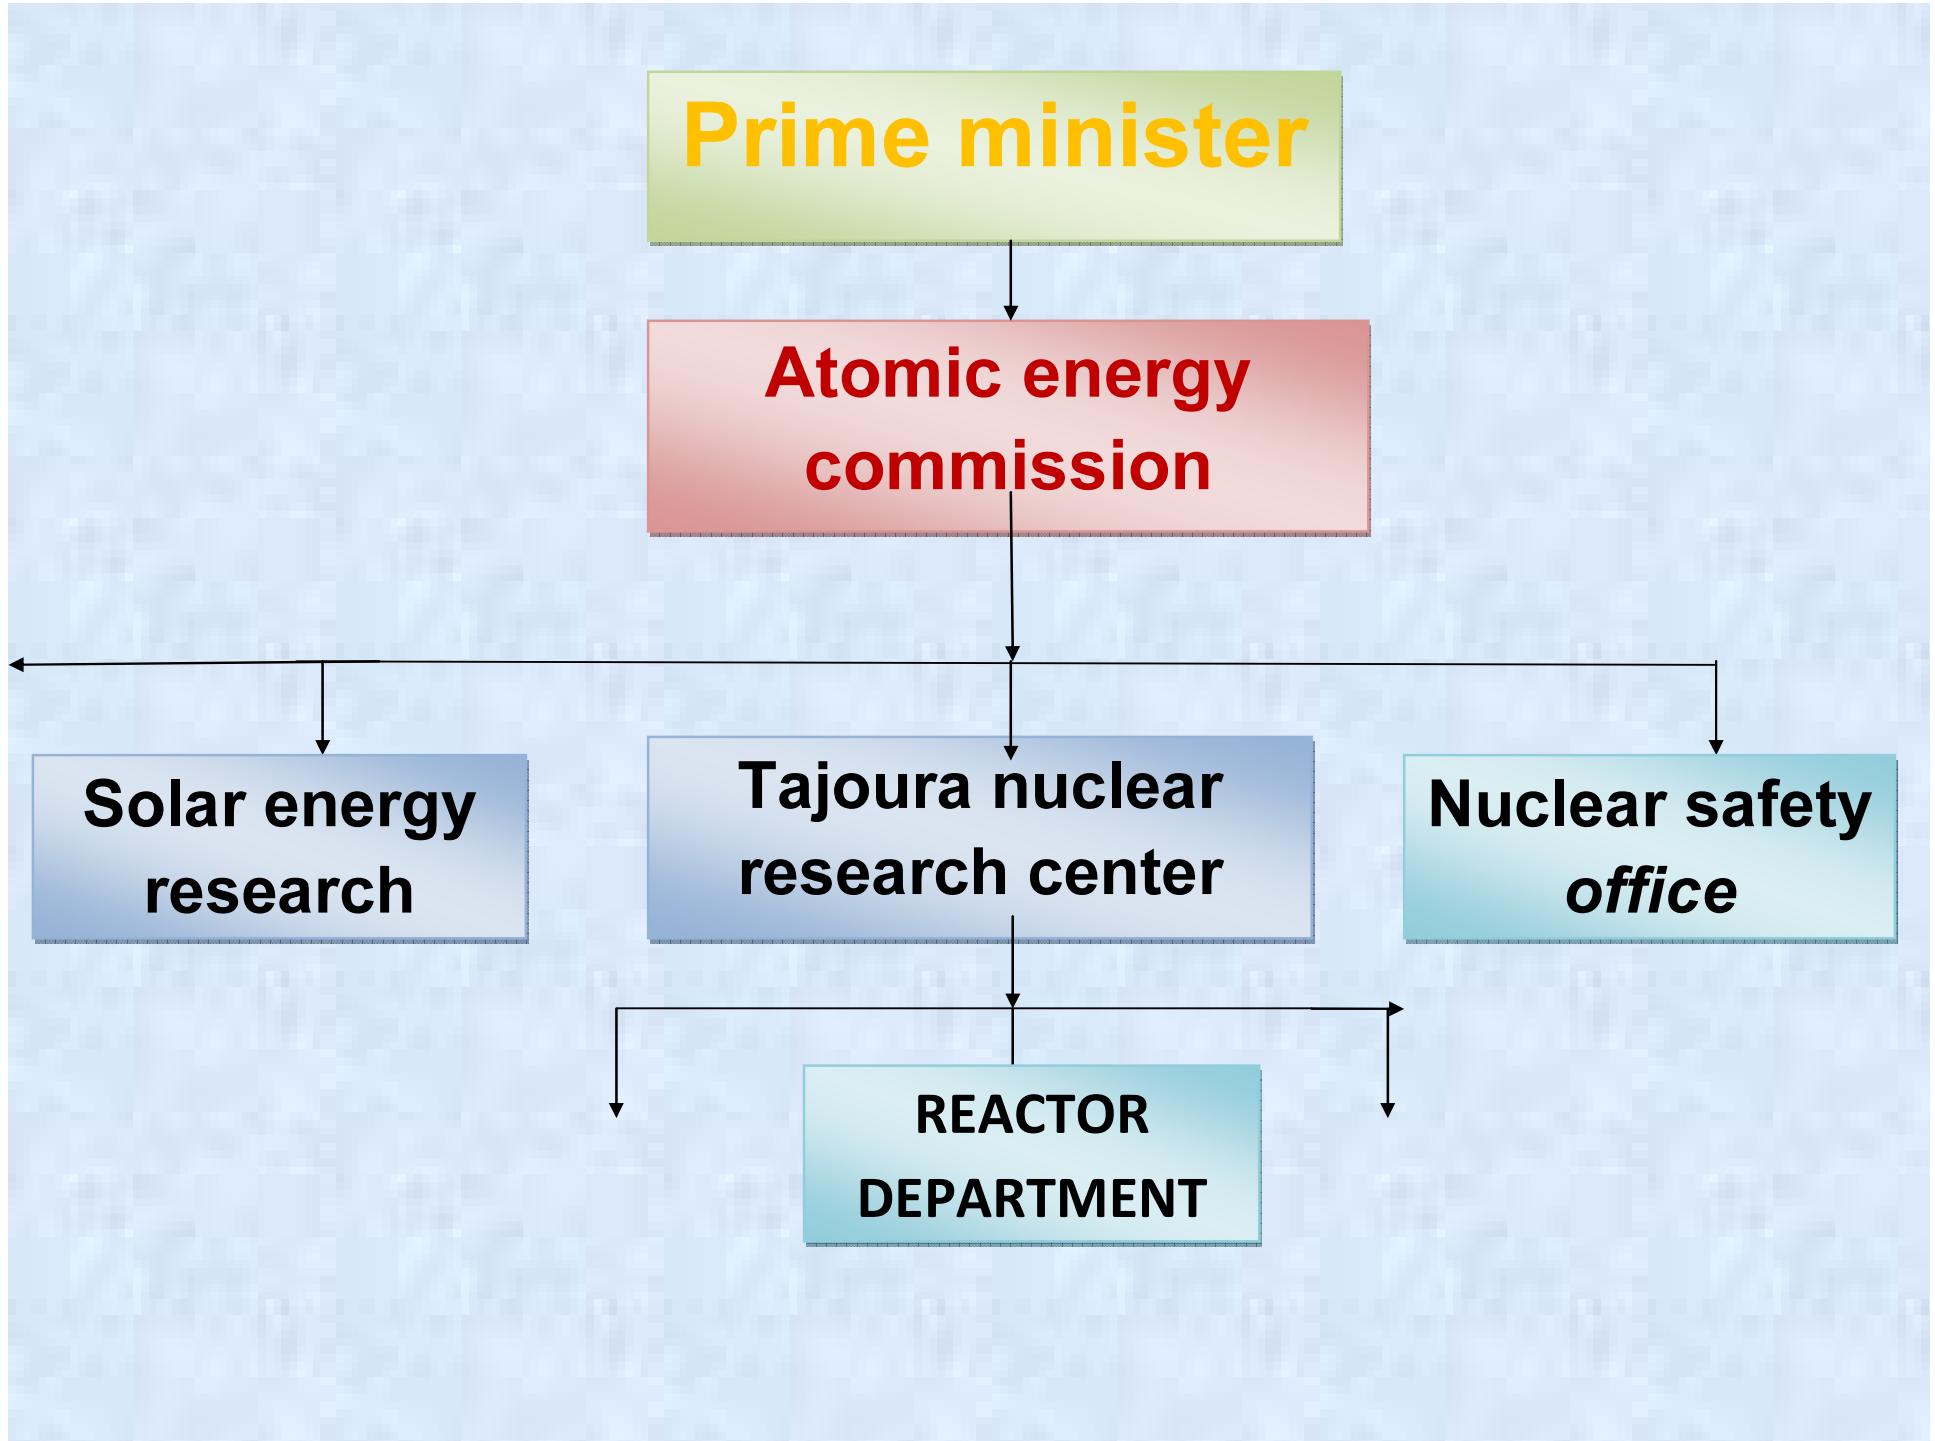 Prime minister
Atomic energy
commission
Solar energy
research
Tajoura nuclear
research center
Nuclear safety
office
REACTOR
DEPARTMENT